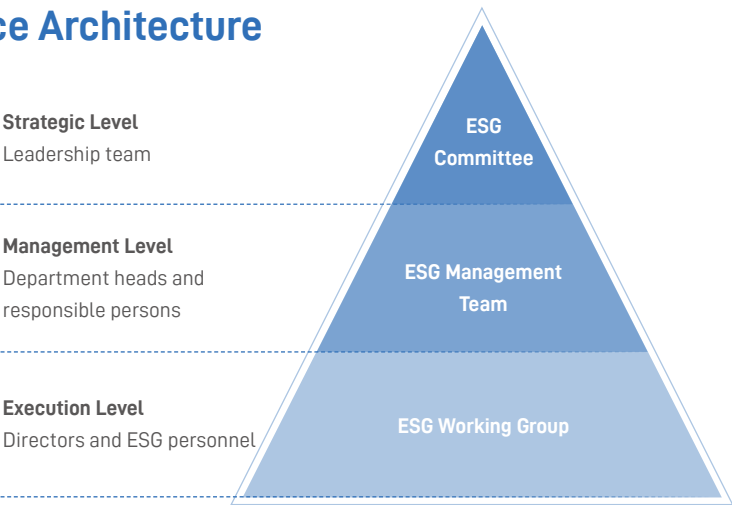 ce Architecture
Strategic Level
Leadership team
ESG
Committee
Management Level
Department heads and
responsible persons
ESG Management
Team
Execution Level
Directors and ESG personnel
ESG Working Group